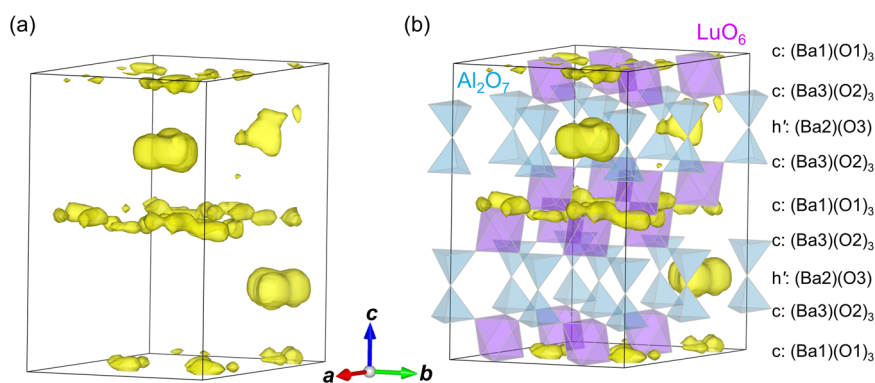 (a)
(b)
LuO₆
Al₂O₇
c: (Ba1)(O1)₃
c: (Ba3)(O2)₃
h′: (Ba2)(O3)
c: (Ba3)(O2)₃
c: (Ba1)(O1)₃
c: (Ba3)(O2)₃
h′: (Ba2)(O3)
c: (Ba3)(O2)₃
c: (Ba1)(O1)₃
c
a
b